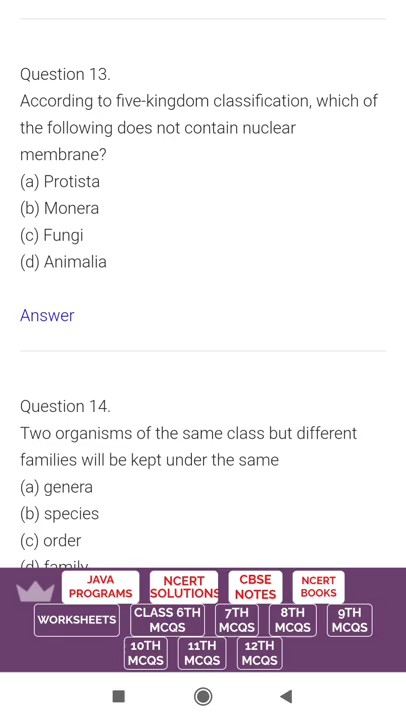 Question 13.
According to five-kingdom classification, which of
the following does not contain nuclear
membrane?
(a) Protista
(b) Monera
(c) Fungi
(d) Animalia
Answer
Question 14.
Two organisms of the same class but different
families will be kept under the same
(a) genera
(b) species
(c) order
(d) family
JAVA
PROGRAMS
NCERT
SOLUTIONS
CBSE
NOTES
NCERT
BOOKS
WORKSHEETS
CLASS 6TH
MCQS
7TH
MCQS
8TH
MCQS
9TH
MCQS
10TH
MCQS
11TH
MCQS
12TH
MCQS